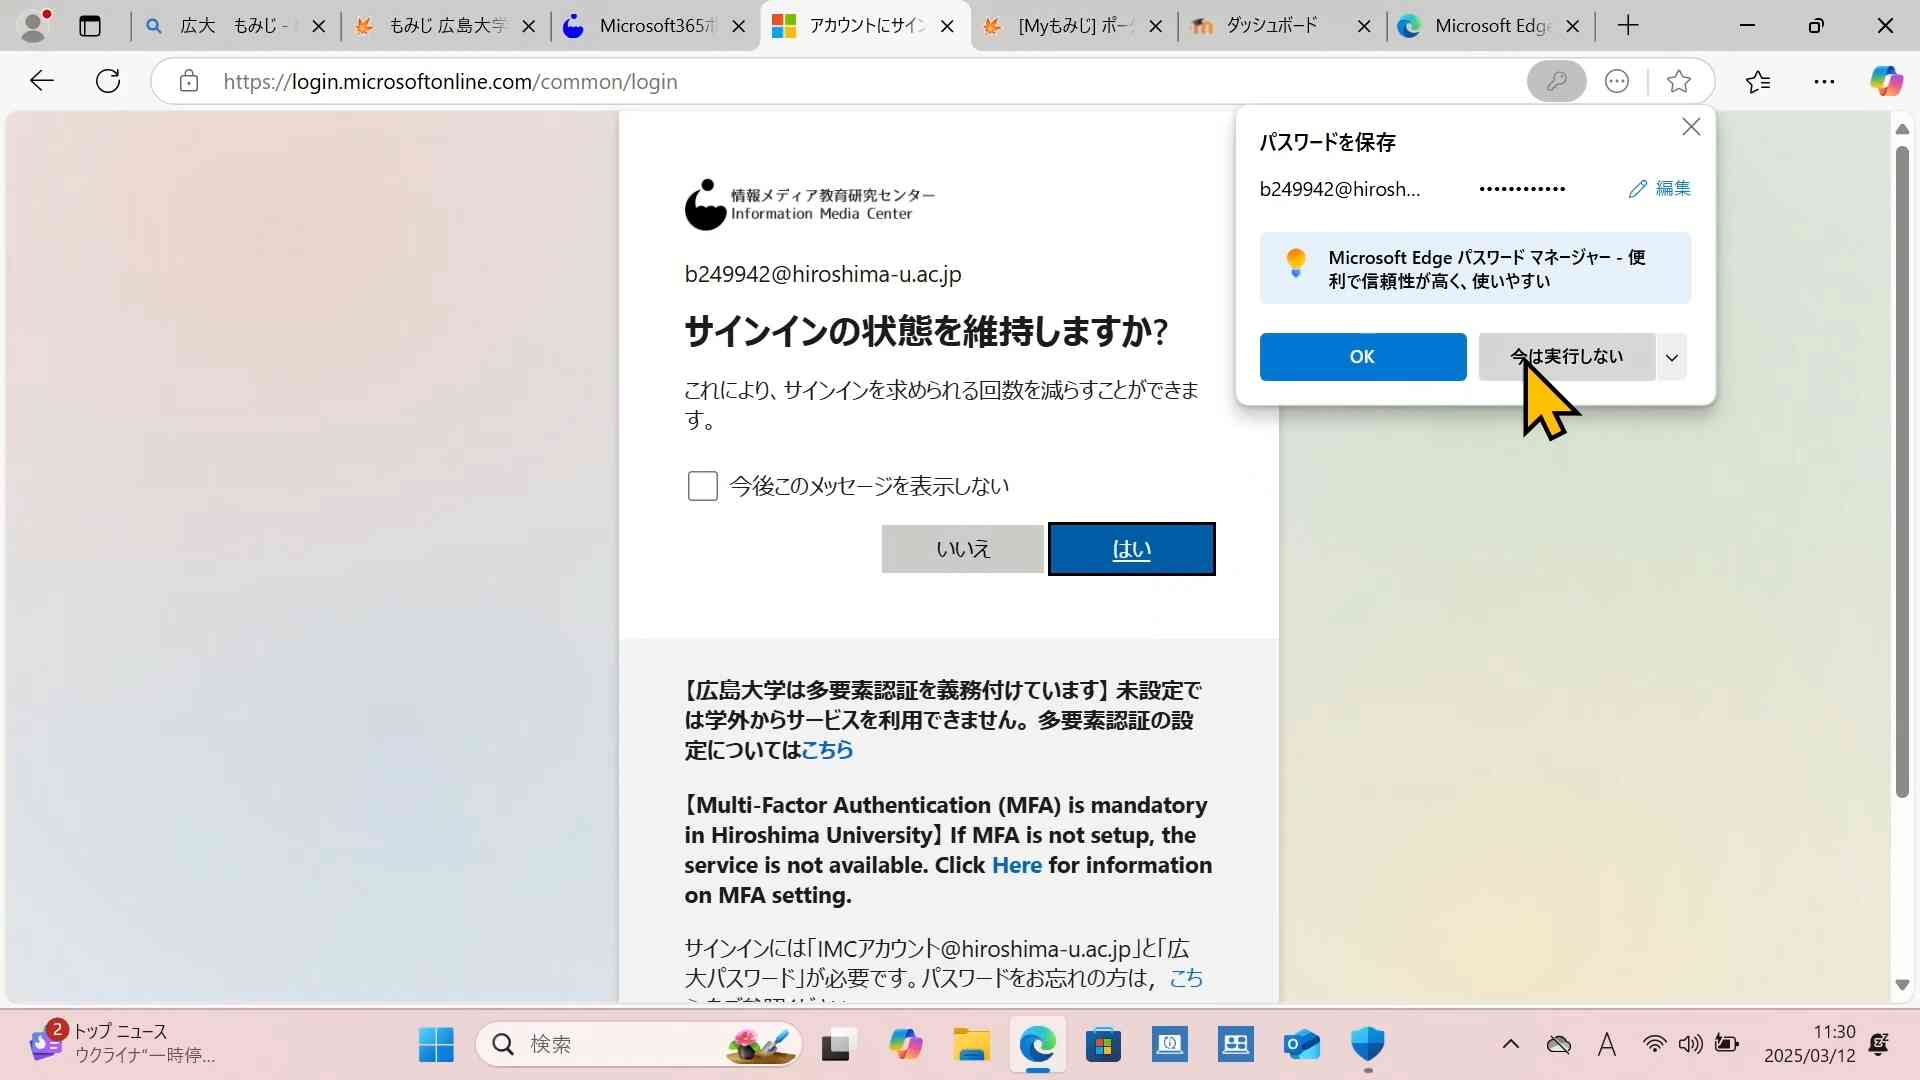 広大 もみじ -
もみじ 広島大学
Microsoft365ポ
アカウントにサイン
[Myもみじ] ポー
ダッシュボード
Microsoft Edge
https://login.microsoftonline.com/common/login
パスワードを保存
b249942@hirosh...
••••••••••••
編集
Microsoft Edge パスワード マネージャー - 便
利で信頼性が高く、使いやすい
OK
今は実行しない
情報メディア教育研究センター
Information Media Center
b249942@hiroshima-u.ac.jp
サインインの状態を維持しますか?
これにより、サインインを求められる回数を減らすことができま
す。
今後このメッセージを表示しない
いいえ
はい
【広島大学は多要素認証を義務付けています】 未設定で
は学外からサービスを利用できません。多要素認証の設
定についてはこちら
【Multi-Factor Authentication (MFA) is mandatory
in Hiroshima University】 If MFA is not setup, the
service is not available. Click Here for information
on MFA setting.
サインインには「IMCアカウント@hiroshima-u.ac.jp」と「広
大パスワード」が必要です。パスワードをお忘れの方は，こち
2
トップ ニュース
ウクライナ"一時停...
検索
A
11:30
2025/03/12